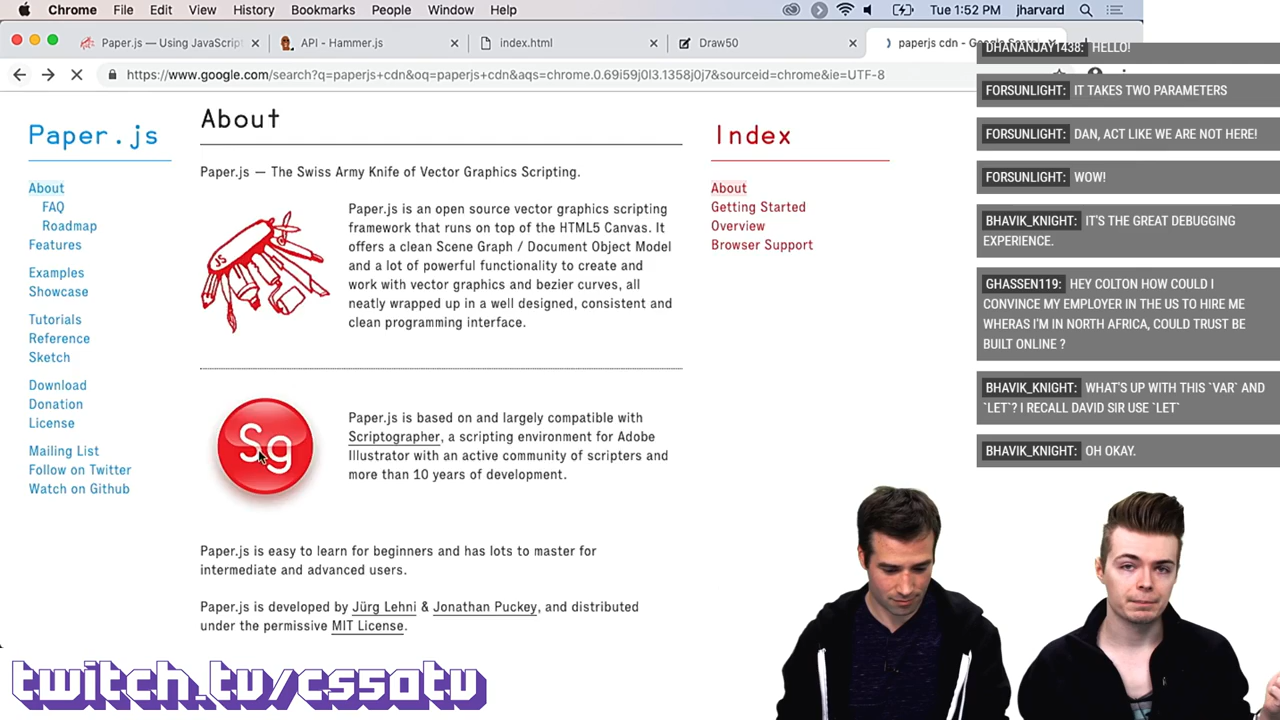 Chrome File Edit View History Bookmarks People Window Help
Tue 1:52 PM jharvard
Paper.js — Using JavaScrip
API - Hammer.js
index.html
Draw50
paperjs cdn - Google Sear
https://www.google.com/search?q=paperjs+cdn&oq=paperjs+cdn&aqs=chrome.0.69i59j0l3.1358j0j7&sourceid=chrome&ie=UTF-8
Paper.js
About
FAQ
Roadmap
Features
Examples
Showcase
Tutorials
Reference
Sketch
Download
Donation
License
Mailing List
Follow on Twitter
Watch on Github
About
Paper.js — The Swiss Army Knife of Vector Graphics Scripting.
JS
Paper.js is an open source vector graphics scripting
framework that runs on top of the HTML5 Canvas. It
offers a clean Scene Graph / Document Object Model
and a lot of powerful functionality to create and
work with vector graphics and bezier curves, all
neatly wrapped up in a well designed, consistent and
clean programming interface.
Sg
Paper.js is based on and largely compatible with
Scriptographer, a scripting environment for Adobe
Illustrator with an active community of scripters and
more than 10 years of development.
Paper.js is easy to learn for beginners and has lots to master for
intermediate and advanced users.
Paper.js is developed by Jürg Lehni & Jonathan Puckey, and distributed
under the permissive MIT License.
Index
About
Getting Started
Overview
Browser Support
DHANANJAY1438: HELLO!
FORSUNLIGHT: IT TAKES TWO PARAMETERS
FORSUNLIGHT: DAN, ACT LIKE WE ARE NOT HERE!
FORSUNLIGHT: WOW!
BHAVIK_KNIGHT: IT'S THE GREAT DEBUGGING
EXPERIENCE.
GHASSEN119: HEY COLTON HOW COULD I
CONVINCE MY EMPLOYER IN THE US TO HIRE ME
WHERAS I'M IN NORTH AFRICA, COULD TRUST BE
BUILT ONLINE ?
BHAVIK_KNIGHT: WHAT'S UP WITH THIS `VAR` AND
`LET`? I RECALL DAVID SIR USE `LET`
BHAVIK_KNIGHT: OH OKAY.
twitch.tv/cs50tv